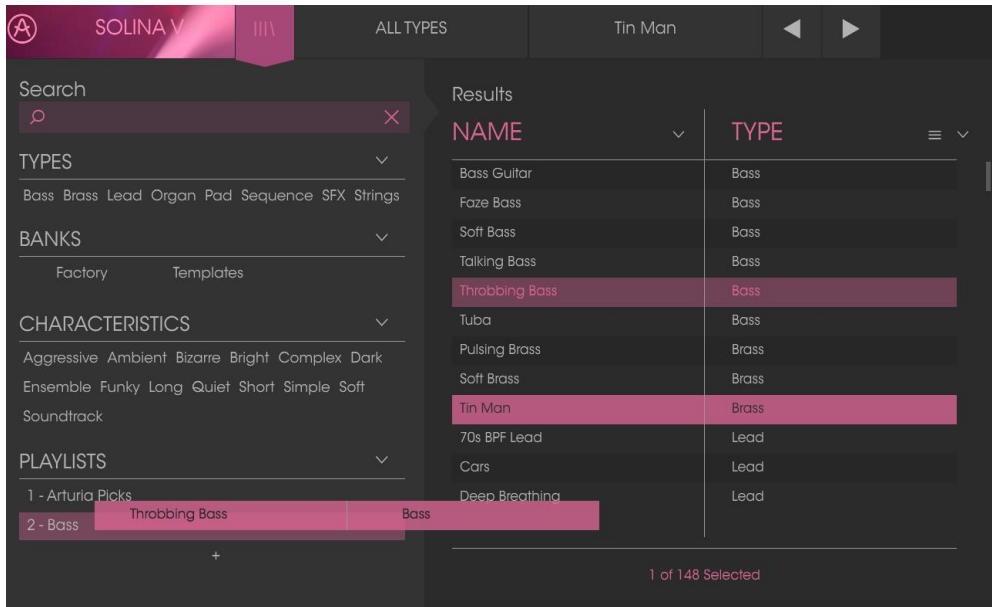 SOLINA V
ALL TYPES
Tin Man
Search
TYPES
Bass Brass Lead Organ Pad Sequence SFX Strings
BANKS
Factory Templates
CHARACTERISTICS
Aggressive Ambient Bizarre Bright Complex Dark
Ensemble Funky Long Quiet Short Simple Soft
Soundtrack
PLAYLISTS
1 - Arturia Picks
2 - Bass
Throbbing Bass Bass
+
Results
NAME TYPE
Bass Guitar Bass
Faze Bass Bass
Soft Bass Bass
Talking Bass Bass
Throbbing Bass Bass
Tuba Bass
Pulsing Brass Brass
Soft Brass Brass
Tin Man Brass
70s BPF Lead Lead
Cars Lead
Deep Breathing Lead
1 of 148 Selected